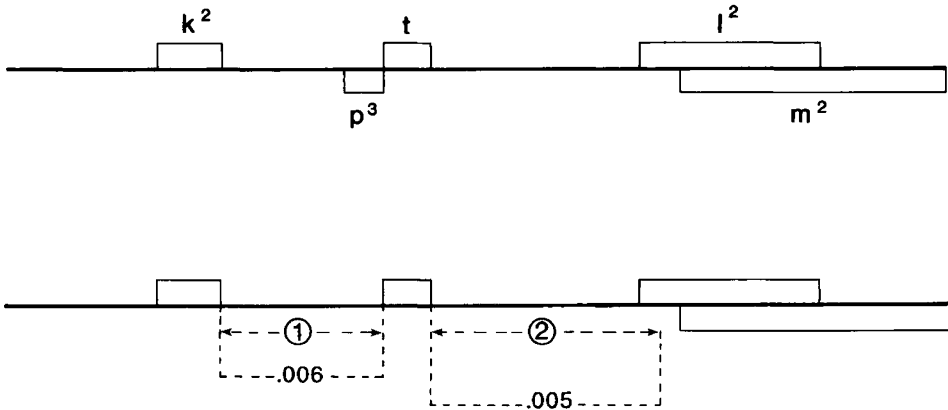 k² t l²
p³ m²
① ②
.006
.005